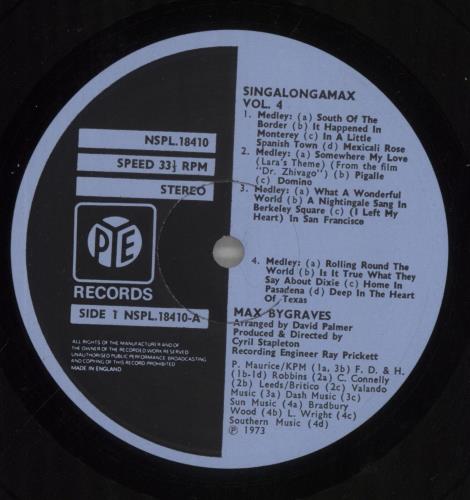 SINGALONGAMAX
VOL. 4
1. Medley: (a) South Of The
Border (b) It Happened In
Monterey (c) In A Little
Spanish Town (d) Mexicali Rose
2. Medley: (a) Somewhere My Love
(Lara's Theme) (From the film
"Dr. Zhivago") (b) Pigalle
(c) Domino
3. Medley: (a) What A Wonderful
World (b) A Nightingale Sang In
Berkeley Square (c) (I Left My
Heart) In San Francisco
4. Medley: (a) Rolling Round The
World (b) Is It True What They
Say About Dixie (c) Home In
Pasadena (d) Deep In The Heart
Of Texas
MAX BYGRAVES
Arranged by David Palmer
Produced & Directed by
Cyril Stapleton
Recording Engineer Ray Prickett
P. Maurice/KPM (1a, 3b) F. D. & H.
(1b-1d) Robbins (2a) C. Connelly
(2b) Leeds/Britico (2c) Valando
Music (3a) Dash Music (3c)
Sun Music (4a) Bradbury
Wood (4b) L. Wright (4c)
Southern Music (4d)
Ⓟ 1973
NSPL.18410
SPEED 33⅓ RPM
STEREO
PYE
RECORDS
SIDE 1 NSPL.18410-A
ALL RIGHTS OF THE MANUFACTURER AND OF
THE OWNER OF THE RECORDED WORK RESERVED
UNAUTHORISED PUBLIC PERFORMANCE BROADCASTING
AND COPYING OF THIS RECORD PROHIBITED
MADE IN ENGLAND